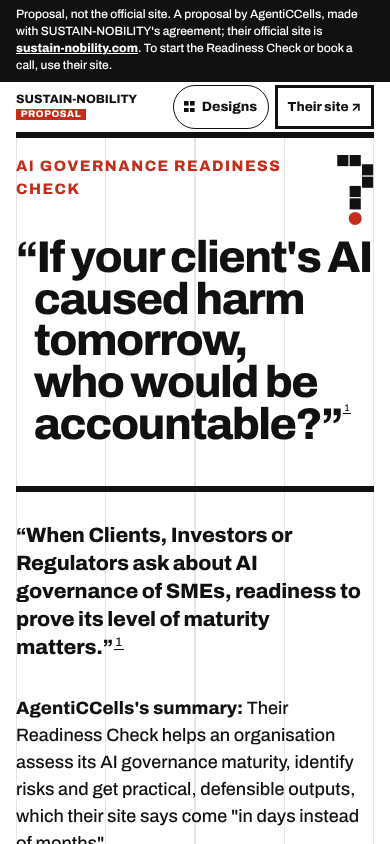 Proposal, not the official site. A proposal by AgentiCCells, made
with SUSTAIN-NOBILITY's agreement; their official site is
sustain-nobility.com. To start the Readiness Check or book a
call, use their site.
SUSTAIN-NOBILITY
PROPOSAL
Designs
Their site ↗
AI GOVERNANCE READINESS
CHECK
“If your client's AI
caused harm
tomorrow,
who would be
accountable?”1
“When Clients, Investors or
Regulators ask about AI
governance of SMEs, readiness to
prove its level of maturity
matters.”1
AgentiCCells's summary: Their
Readiness Check helps an organisation
assess its AI governance maturity, identify
risks and get practical, defensible outputs,
which their site says come "in days instead
of months"